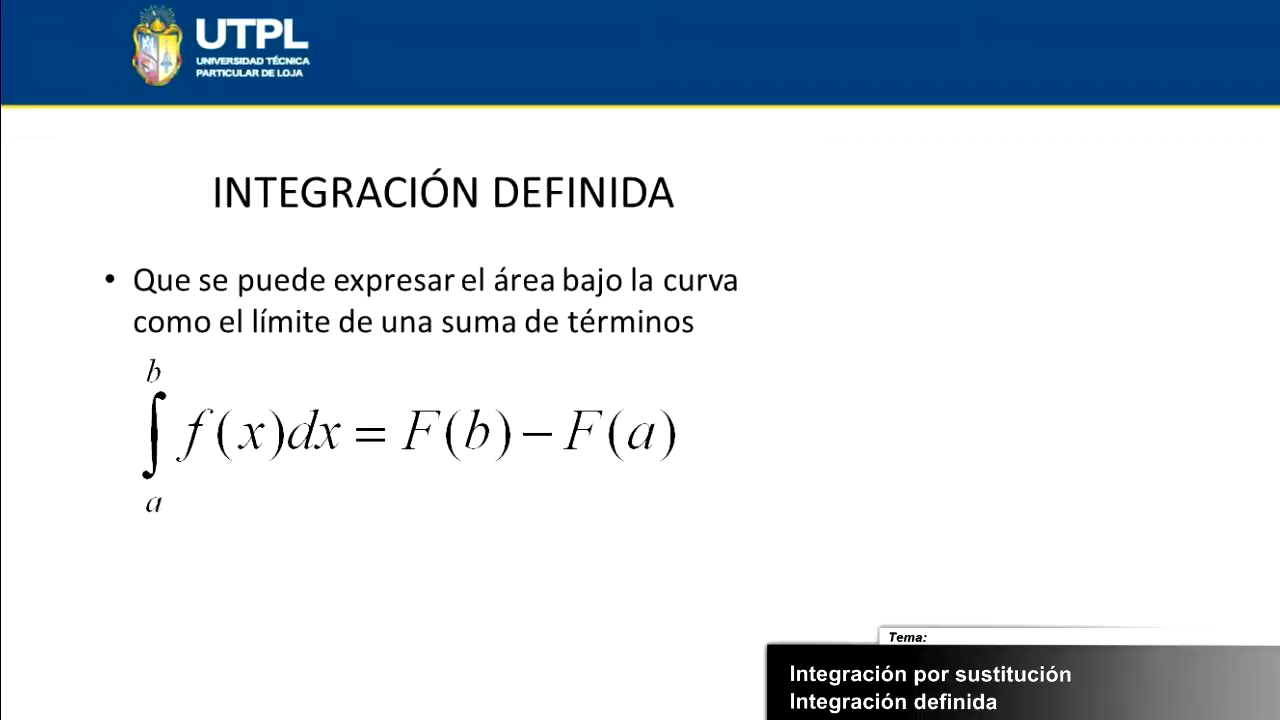 UTPL
UNIVERSIDAD TÉCNICA
PARTICULAR DE LOJA
INTEGRACIÓN DEFINIDA
• Que se puede expresar el área bajo la curva
como el límite de una suma de términos
b
∫ f(x)dx = F(b) − F(a)
a
Tema:
Integración por sustitución
Integración definida